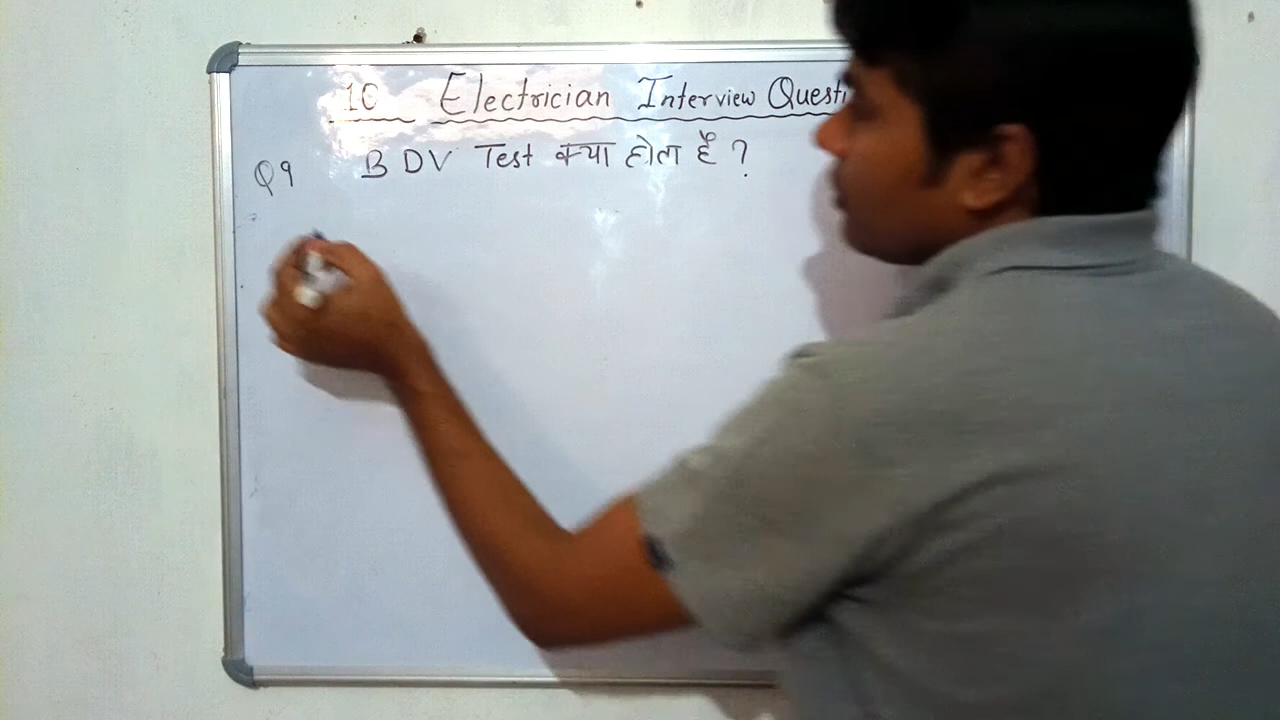 10 Electrician Interview Questi
Q9 BDV Test क्या होता है ?